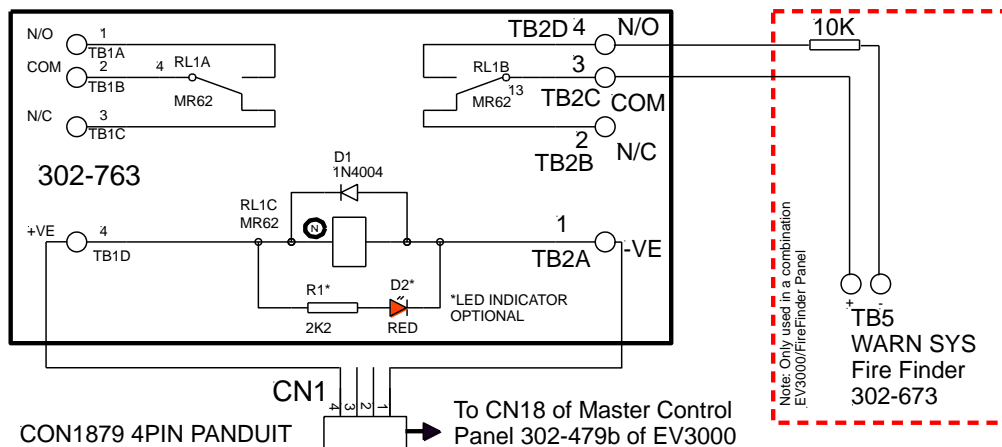 N/O 1
TB1A
COM 2
TB1B
4 RL1A
MR62
N/C 3
TB1C
302-763
TB2D 4 N/O
RL1B
3
13
MR62
TB2C COM
2
TB2B N/C
D1
1N4004
RL1C
MR62
N
+VE 4
TB1D
1
TB2A -VE
R1*
2K2
D2*
RED
*LED INDICATOR
OPTIONAL
10K
Note: Only used in a combination
EV3000/FireFinder Panel
+ -
TB5
WARN SYS
Fire Finder
302-673
CN1
4 3 2 1
CON1879 4PIN PANDUIT
To CN18 of Master Control
Panel 302-479b of EV3000